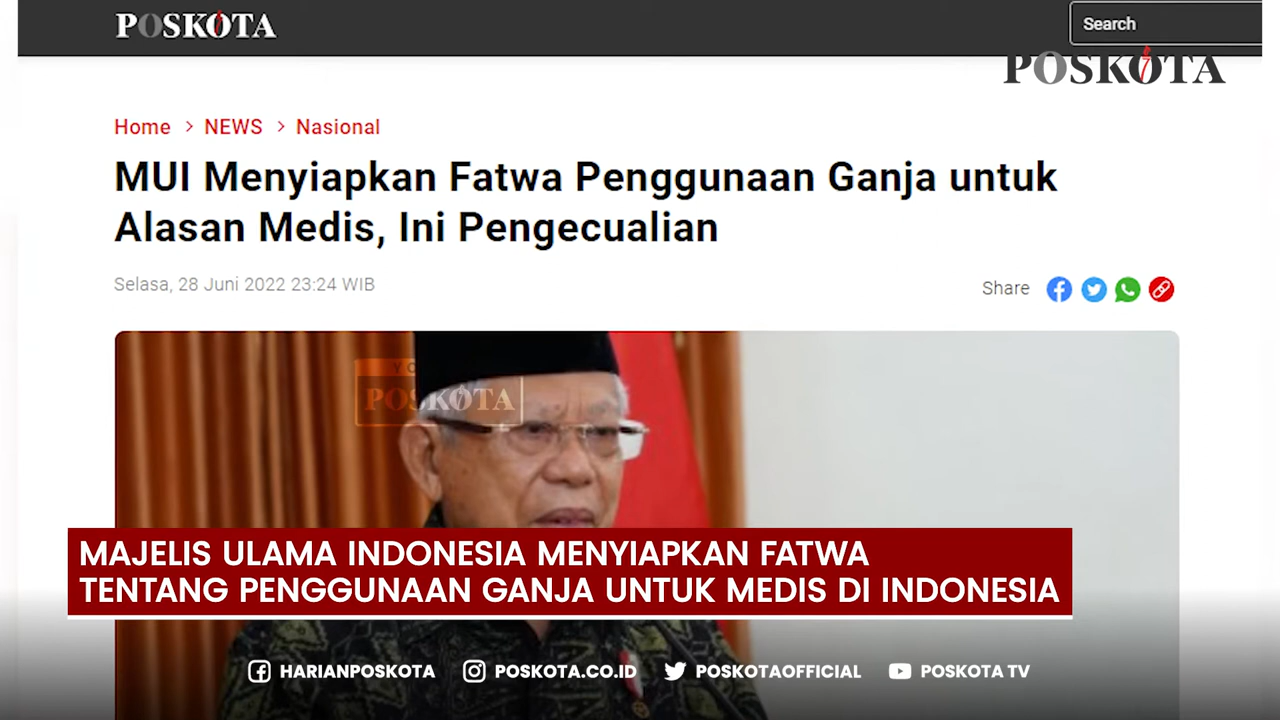 POSKOTA
Search
POSKOTA
Home > NEWS > Nasional
MUI Menyiapkan Fatwa Penggunaan Ganja untuk
Alasan Medis, Ini Pengecualian
Selasa, 28 Juni 2022 23:24 WIB
Share
POSKOTA
MAJELIS ULAMA INDONESIA MENYIAPKAN FATWA
TENTANG PENGGUNAAN GANJA UNTUK MEDIS DI INDONESIA
HARIANPOSKOTA POSKOTA.CO.ID POSKOTAOFFICIAL POSKOTA TV